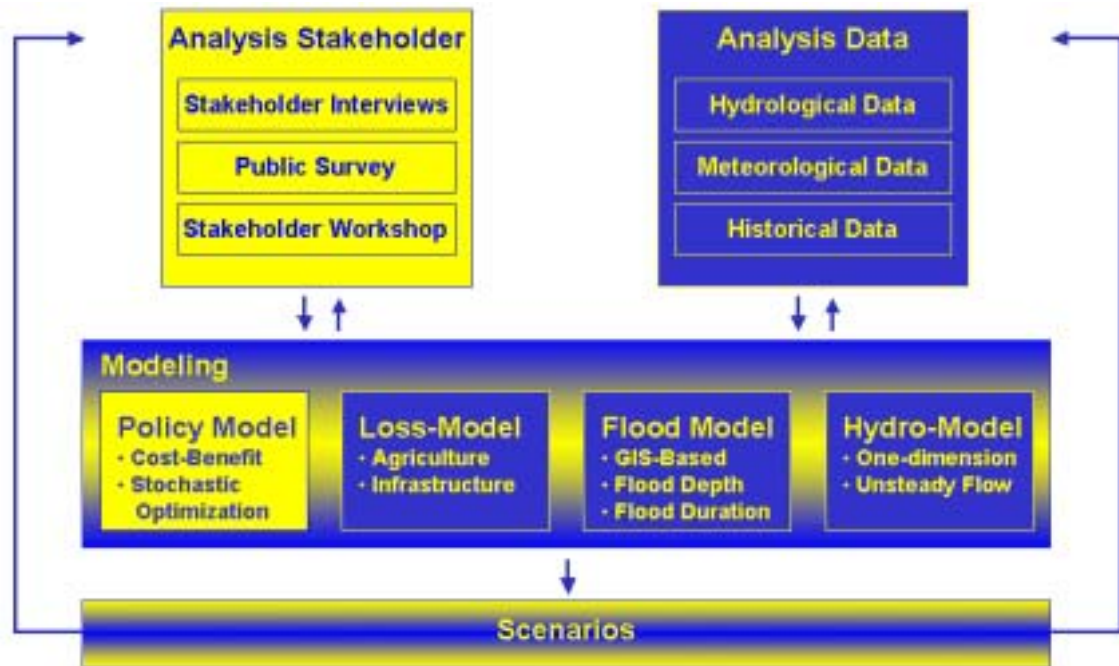 Analysis Stakeholder
Stakeholder Interviews
Public Survey
Stakeholder Workshop
Analysis Data
Hydrological Data
Meteorological Data
Historical Data
Modeling
Policy Model
· Cost-Benefit
· Stochastic
Optimization
Loss-Model
· Agriculture
· Infrastructure
Flood Model
· GIS-Based
· Flood Depth
· Flood Duration
Hydro-Model
· One-dimension
· Unsteady Flow
Scenarios